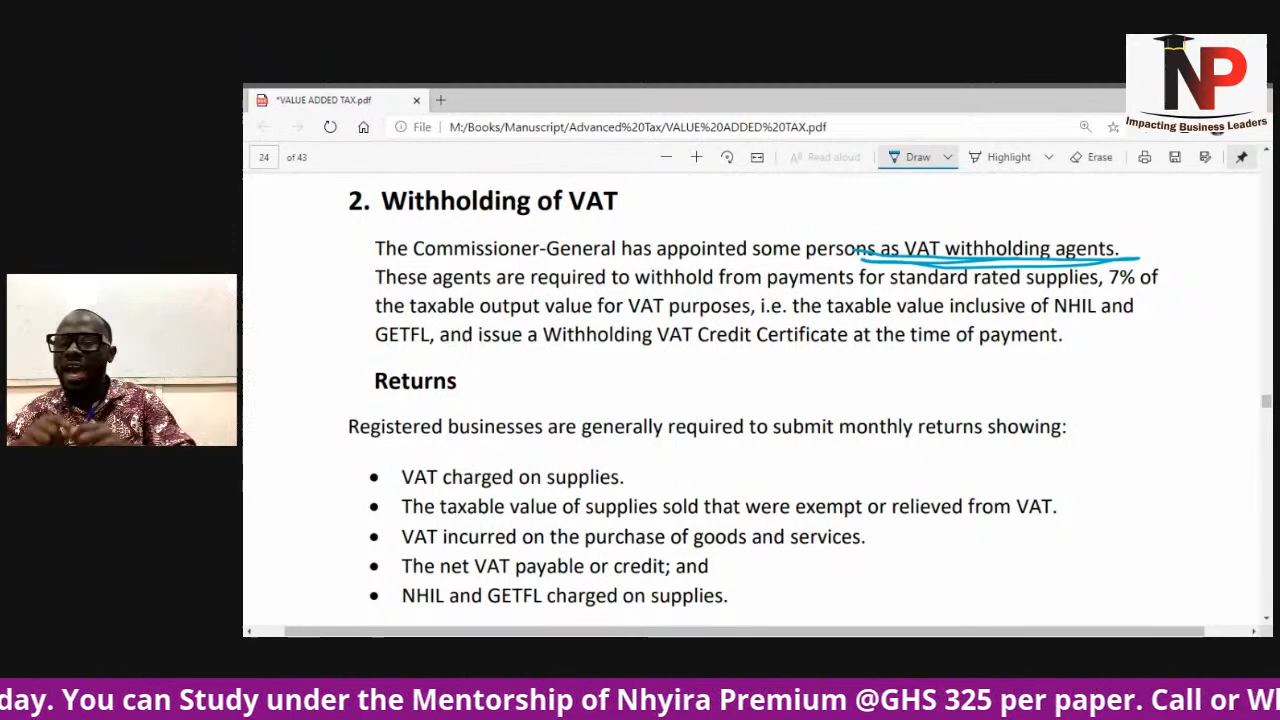 NP
Impacting Business Leaders
*VALUE ADDED TAX.pdf
File M:/Books/Manuscript/Advanced%20Tax/VALUE%20ADDED%20TAX.pdf
24 of 43 Read aloud Draw Highlight Erase
2. Withholding of VAT
The Commissioner-General has appointed some persons as VAT withholding agents.
These agents are required to withhold from payments for standard rated supplies, 7% of
the taxable output value for VAT purposes, i.e. the taxable value inclusive of NHIL and
GETFL, and issue a Withholding VAT Credit Certificate at the time of payment.
Returns
Registered businesses are generally required to submit monthly returns showing:
• VAT charged on supplies.
• The taxable value of supplies sold that were exempt or relieved from VAT.
• VAT incurred on the purchase of goods and services.
• The net VAT payable or credit; and
• NHIL and GETFL charged on supplies.
day. You can Study under the Mentorship of Nhyira Premium @GHS 325 per paper. Call or Wh